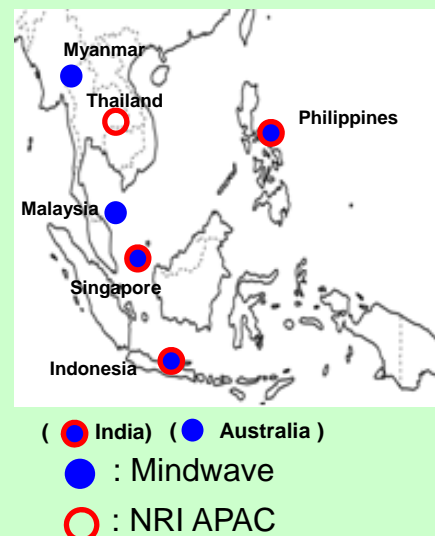 Myanmar
Thailand
Philippines
Malaysia
Singapore
Indonesia
( India) ( Australia )
: Mindwave
: NRI APAC